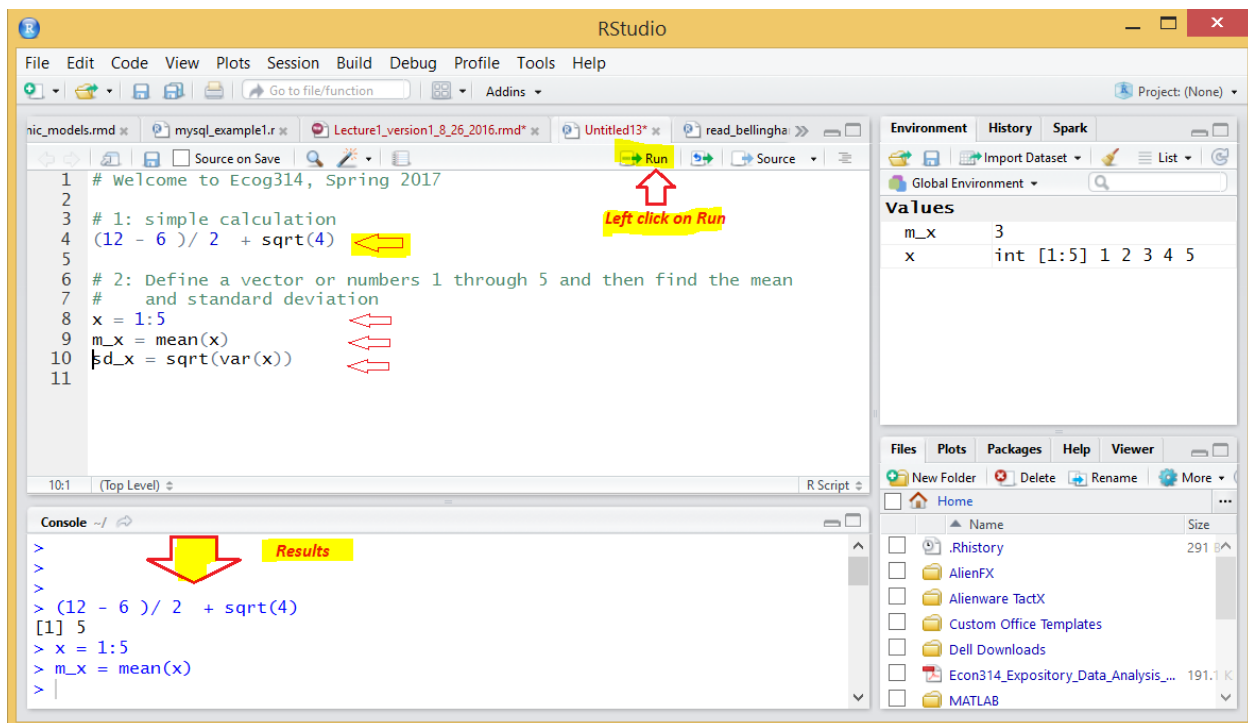 RStudio
File Edit Code View Plots Session Build Debug Profile Tools Help
Go to file/function Addins Project: (None)
nic_models.rmd mysql_example1.r Lecture1_version1_8_26_2016.rmd* Untitled13* read_bellingha
Source on Save Run Source
1 # Welcome to Ecog314, Spring 2017
2
3 # 1: simple calculation
Left click on Run
4 (12 - 6 )/ 2 + sqrt(4)
5
6 # 2: Define a vector or numbers 1 through 5 and then find the mean
7 # and standard deviation
8 x = 1:5
9 m_x = mean(x)
10 sd_x = sqrt(var(x))
11
10:1 (Top Level) R Script
Console ~/
Results
>
>
>
> (12 - 6 )/ 2 + sqrt(4)
[1] 5
> x = 1:5
> m_x = mean(x)
>
Environment History Spark
Import Dataset List
Global Environment
Values
m_x 3
x int [1:5] 1 2 3 4 5
Files Plots Packages Help Viewer
New Folder Delete Rename More
Home ...
Name Size
.Rhistory 291 B
AlienFX
Alienware TactX
Custom Office Templates
Dell Downloads
Econ314_Expository_Data_Analysis_... 191.1 K
MATLAB